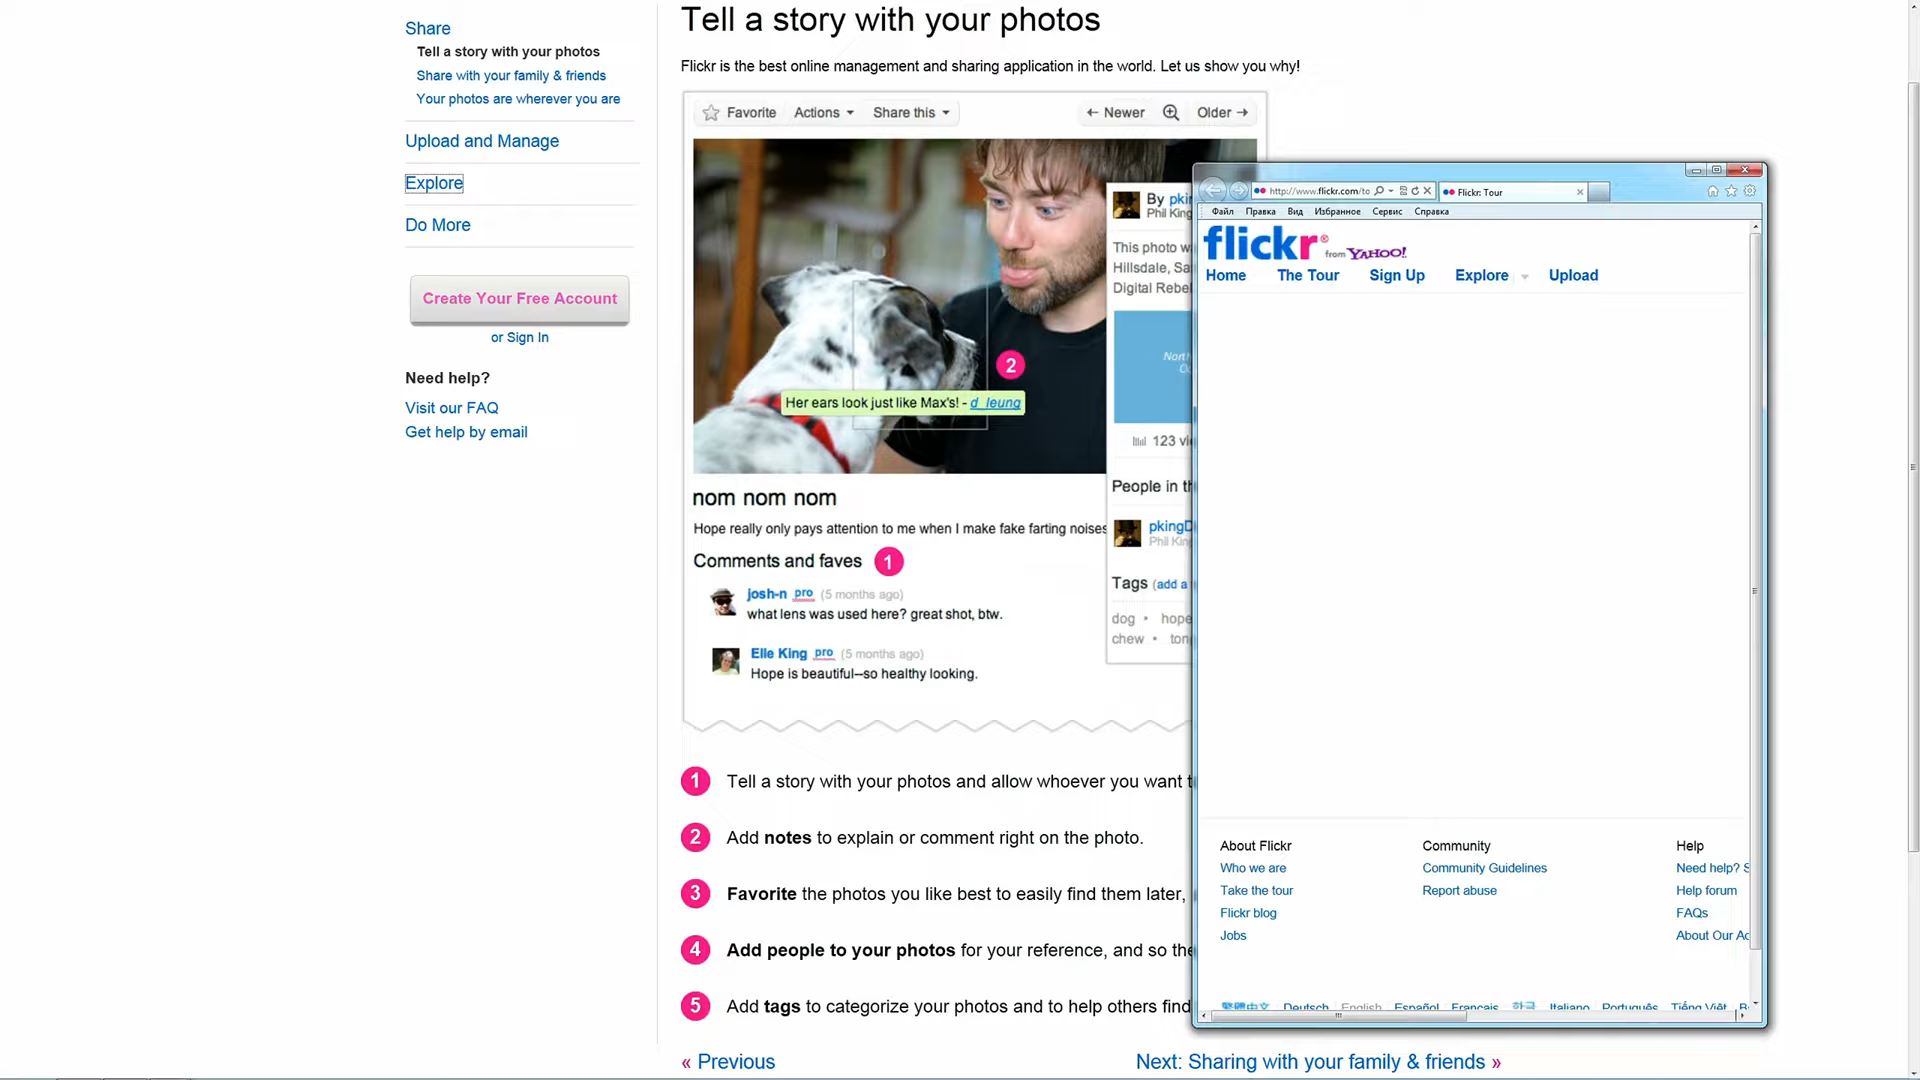 Share
Tell a story with your photos
Share with your family & friends
Your photos are wherever you are
Upload and Manage
Explore
Do More
Create Your Free Account
or Sign In
Need help?
Visit our FAQ
Get help by email
Tell a story with your photos
Flickr is the best online management and sharing application in the world. Let us show you why!
Favorite Actions Share this
← Newer Older →
2
Her ears look just like Max's! - d_leung
nom nom nom
Hope really only pays attention to me when I make fake farting noises
Comments and faves 1
josh-n pro (5 months ago)
what lens was used here? great shot, btw.
Elle King pro (5 months ago)
Hope is beautiful--so healthy looking.
By
Phil King
This photo
Hillsdale,
Digital
123
People in
Phil King
Tags (add a
dog • hope
chew •
1 Tell a story with your photos and allow whoever you want
2 Add notes to explain or comment right on the photo.
3 Favorite the photos you like best to easily find them later,
4 Add people to your photos for your reference, and so
5 Add tags to categorize your photos and to help others find
« Previous
Next: Sharing with your family & friends »
http://www.flickr.com/to
Flickr: Tour
Файл Правка Вид Избранное Сервис Справка
flickr® from YAHOO!
Home The Tour Sign Up Explore Upload
About Flickr
Who we are
Take the tour
Flickr blog
Jobs
Community
Community Guidelines
Report abuse
Help
Need help?
Help forum
FAQs
About Our
繁體中文 Deutsch English Español Français 한글 Italiano Português Tiếng Việt